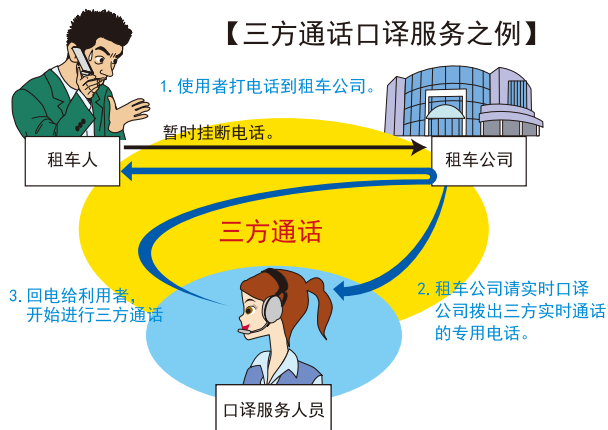 【三方通话口译服务之例】
1. 使用者打电话到租车公司。
暂时挂断电话。
租车人
租车公司
三方通话
2. 租车公司请实时口译
公司拨出三方实时通话
的专用电话。
3. 回电给利用者，
开始进行三方通话
口译服务人员